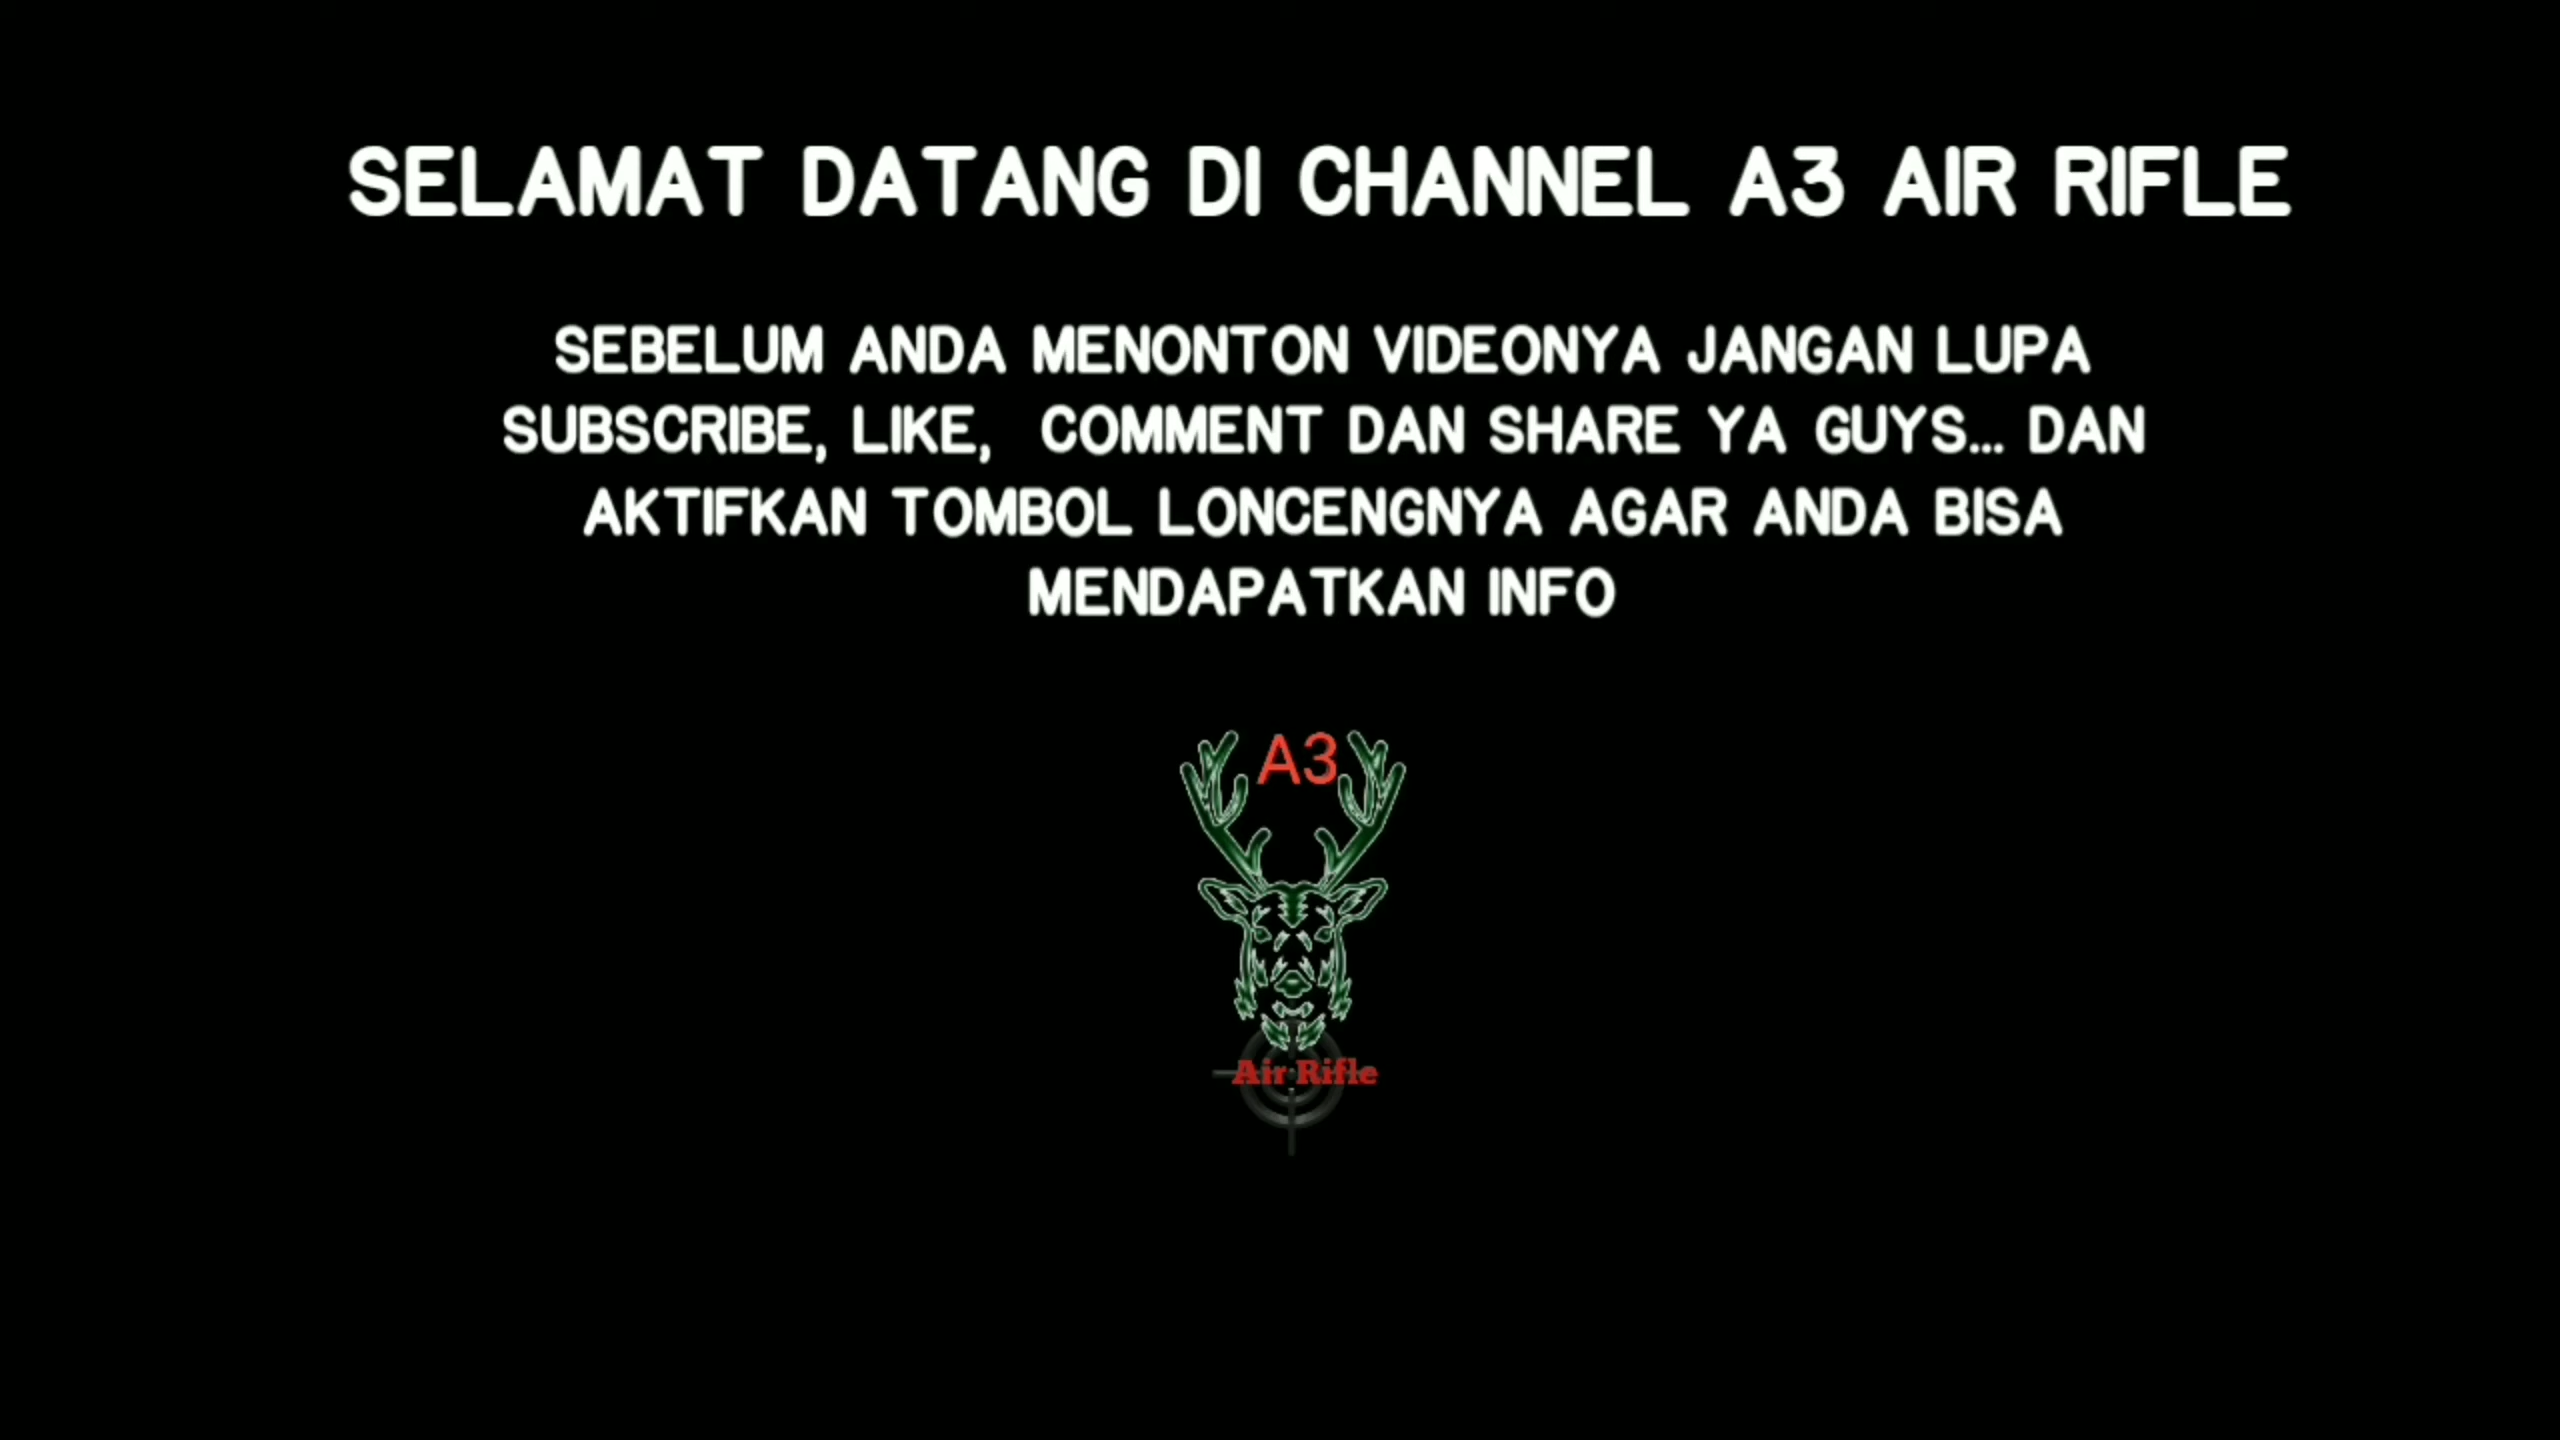 SELAMAT DATANG DI CHANNEL A3 AIR RIFLE
SEBELUM ANDA MENONTON VIDEONYA JANGAN LUPA
SUBSCRIBE, LIKE, COMMENT DAN SHARE YA GUYS... DAN
AKTIFKAN TOMBOL LONCENGNYA AGAR ANDA BISA
MENDAPATKAN INFO
A3
Air Rifle